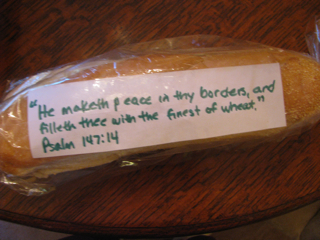 "He maketh peace in thy borders, and
filleth thee with the finest of wheat."
Psalm 147:14